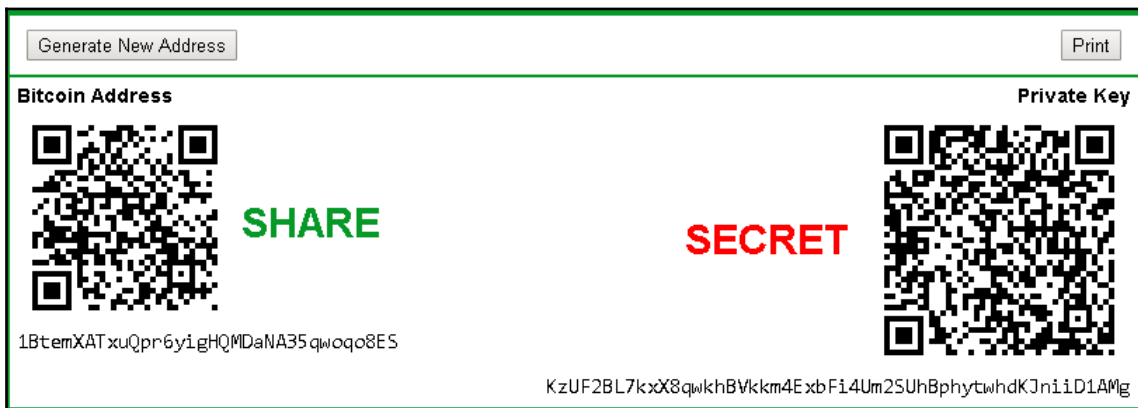 Generate New Address
Print
Bitcoin Address
Private Key
SHARE
SECRET
1BtemXATxuQpr6yigHQMDaNA35qwoqo8ES
KzUF2BL7kxX8qwkhBVkkm4ExbFi4Um2SUhBphytwhdKJniiD1AMg